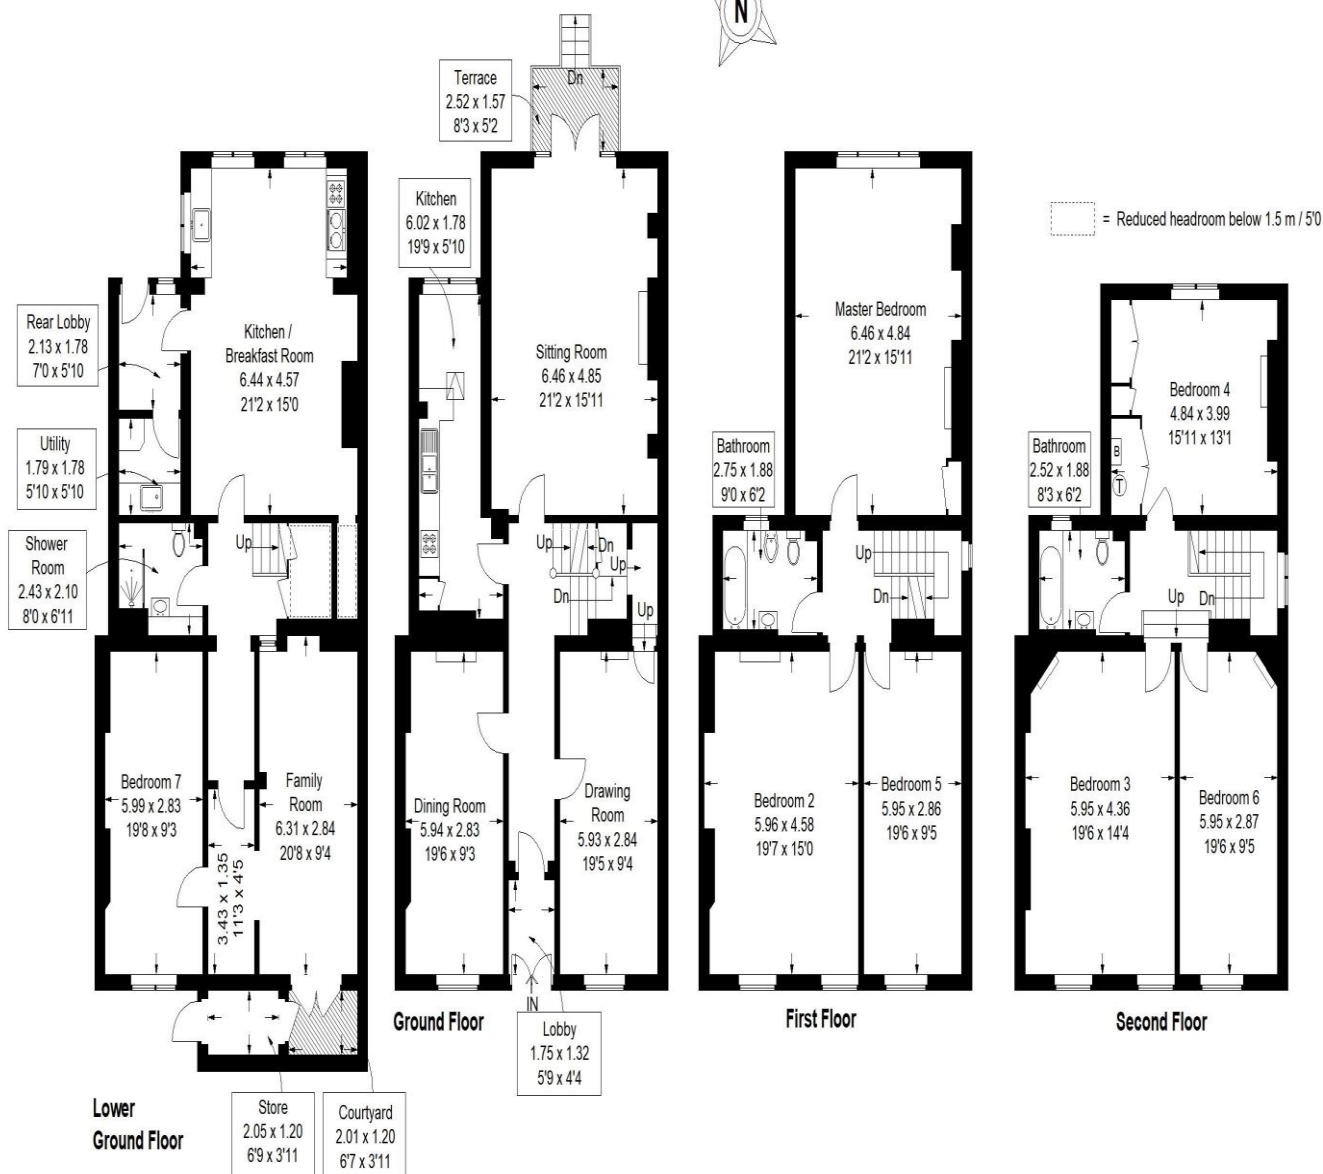 N
Terrace
2.52 x 1.57
8'3 x 5'2
Dn
Kitchen
6.02 x 1.78
19'9 x 5'10
= Reduced headroom below 1.5 m / 5'0
Rear Lobby
2.13 x 1.78
7'0 x 5'10
Kitchen /
Breakfast Room
6.44 x 4.57
21'2 x 15'0
Sitting Room
6.46 x 4.85
21'2 x 15'11
Master Bedroom
6.46 x 4.84
21'2 x 15'11
Bedroom 4
4.84 x 3.99
15'11 x 13'1
Utility
1.79 x 1.78
5'10 x 5'10
Bathroom
2.75 x 1.88
9'0 x 6'2
Bathroom
2.52 x 1.88
8'3 x 6'2
B
T
Shower
Room
2.43 x 2.10
8'0 x 6'11
Up
Up
Dn
Up
Dn
Up
Up
Dn
Up
Dn
Bedroom 7
5.99 x 2.83
19'8 x 9'3
Family
Room
6.31 x 2.84
20'8 x 9'4
3.43 x 1.35
11'3 x 4'5
Dining Room
5.94 x 2.83
19'6 x 9'3
Drawing
Room
5.93 x 2.84
19'5 x 9'4
Bedroom 2
5.96 x 4.58
19'7 x 15'0
Bedroom 5
5.95 x 2.86
19'6 x 9'5
Bedroom 3
5.95 x 4.36
19'6 x 14'4
Bedroom 6
5.95 x 2.87
19'6 x 9'5
IN
Ground Floor
First Floor
Second Floor
Lobby
1.75 x 1.32
5'9 x 4'4
Lower
Ground Floor
Store
2.05 x 1.20
6'9 x 3'11
Courtyard
2.01 x 1.20
6'7 x 3'11